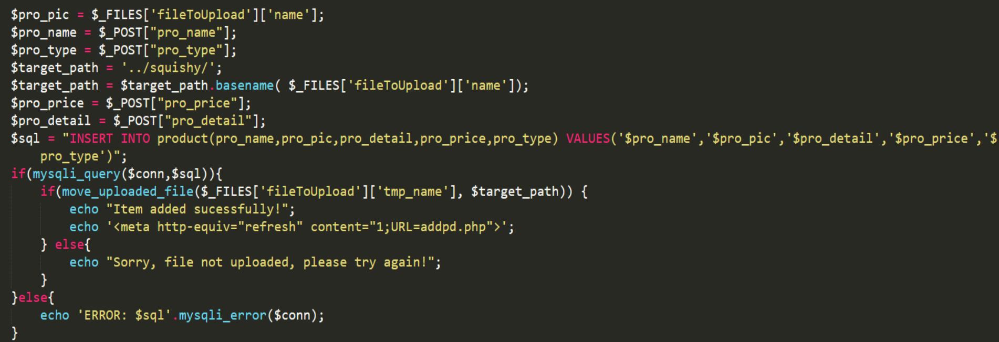 $pro_pic = $_FILES['fileToUpload']['name'];
$pro_name = $_POST["pro_name"];
$pro_type = $_POST["pro_type"];
$target_path = '../squishy/';
$target_path = $target_path.basename( $_FILES['fileToUpload']['name']);
$pro_price = $_POST["pro_price"];
$pro_detail = $_POST["pro_detail"];
$sql = "INSERT INTO product(pro_name,pro_pic,pro_detail,pro_price,pro_type) VALUES('$pro_name','$pro_pic','$pro_detail','$pro_price','$
pro_type')";
if(mysqli_query($conn,$sql)){
if(move_uploaded_file($_FILES['fileToUpload']['tmp_name'], $target_path)) {
echo "Item added sucessfully!";
echo '<meta http-equiv="refresh" content="1;URL=addpd.php">';
} else{
echo "Sorry, file not uploaded, please try again!";
}
}else{
echo 'ERROR: $sql'.mysqli_error($conn);
}